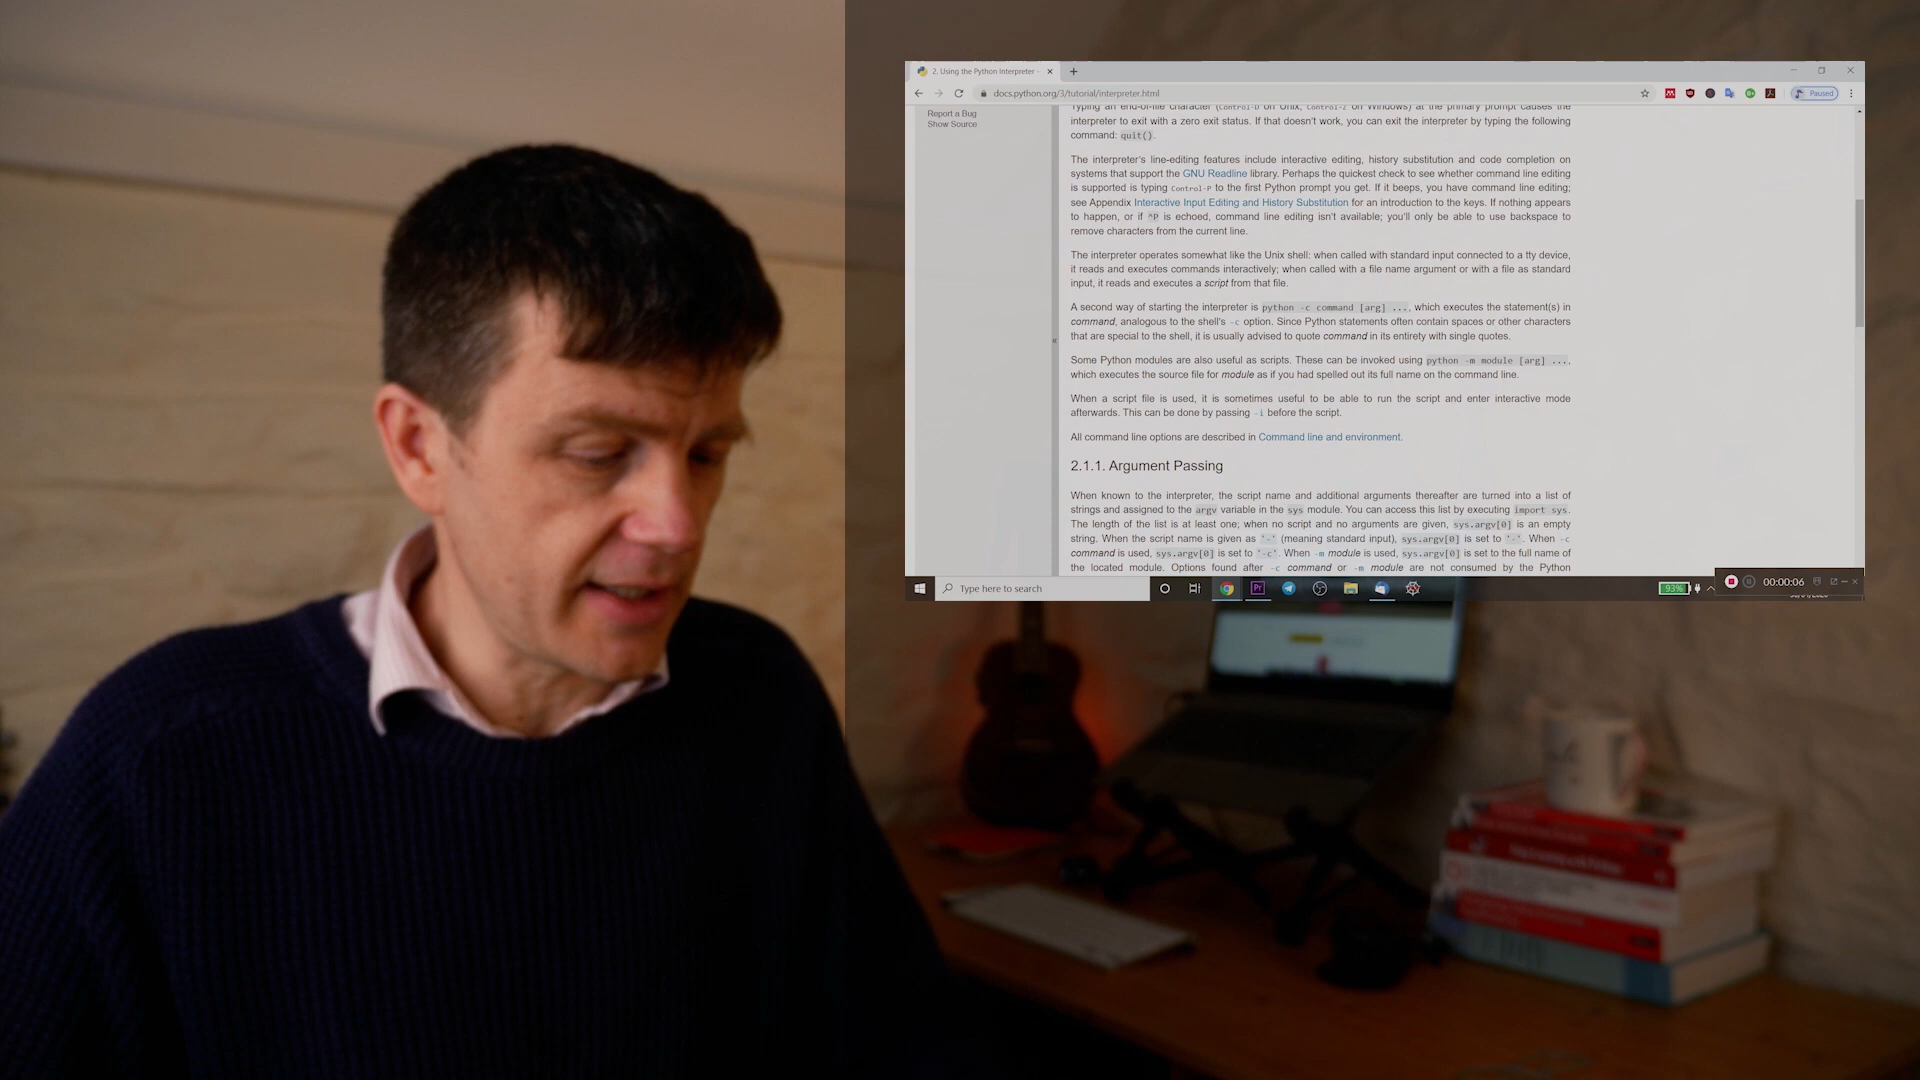 2. Using the Python Interpreter -
docs.python.org/3/tutorial/interpreter.html
Paused
Report a Bug
Show Source
Typing an end-of-file character (Control-D on Unix, Control-Z on Windows) at the primary prompt causes the
interpreter to exit with a zero exit status. If that doesn't work, you can exit the interpreter by typing the following
command: quit().
The interpreter's line-editing features include interactive editing, history substitution and code completion on
systems that support the GNU Readline library. Perhaps the quickest check to see whether command line editing
is supported is typing Control-P to the first Python prompt you get. If it beeps, you have command line editing;
see Appendix Interactive Input Editing and History Substitution for an introduction to the keys. If nothing appears
to happen, or if ^P is echoed, command line editing isn't available; you'll only be able to use backspace to
remove characters from the current line.
The interpreter operates somewhat like the Unix shell: when called with standard input connected to a tty device,
it reads and executes commands interactively; when called with a file name argument or with a file as standard
input, it reads and executes a script from that file.
A second way of starting the interpreter is python -c command [arg] ..., which executes the statement(s) in
command, analogous to the shell's -c option. Since Python statements often contain spaces or other characters
that are special to the shell, it is usually advised to quote command in its entirety with single quotes.
Some Python modules are also useful as scripts. These can be invoked using python -m module [arg] ...,
which executes the source file for module as if you had spelled out its full name on the command line.
When a script file is used, it is sometimes useful to be able to run the script and enter interactive mode
afterwards. This can be done by passing -i before the script.
All command line options are described in Command line and environment.
2.1.1. Argument Passing
When known to the interpreter, the script name and additional arguments thereafter are turned into a list of
strings and assigned to the argv variable in the sys module. You can access this list by executing import sys.
The length of the list is at least one; when no script and no arguments are given, sys.argv[0] is an empty
string. When the script name is given as '-' (meaning standard input), sys.argv[0] is set to '-'. When -c
command is used, sys.argv[0] is set to '-c'. When -m module is used, sys.argv[0] is set to the full name of
the located module. Options found after -c command or -m module are not consumed by the Python
Type here to search
Pr
93%
00:00:06